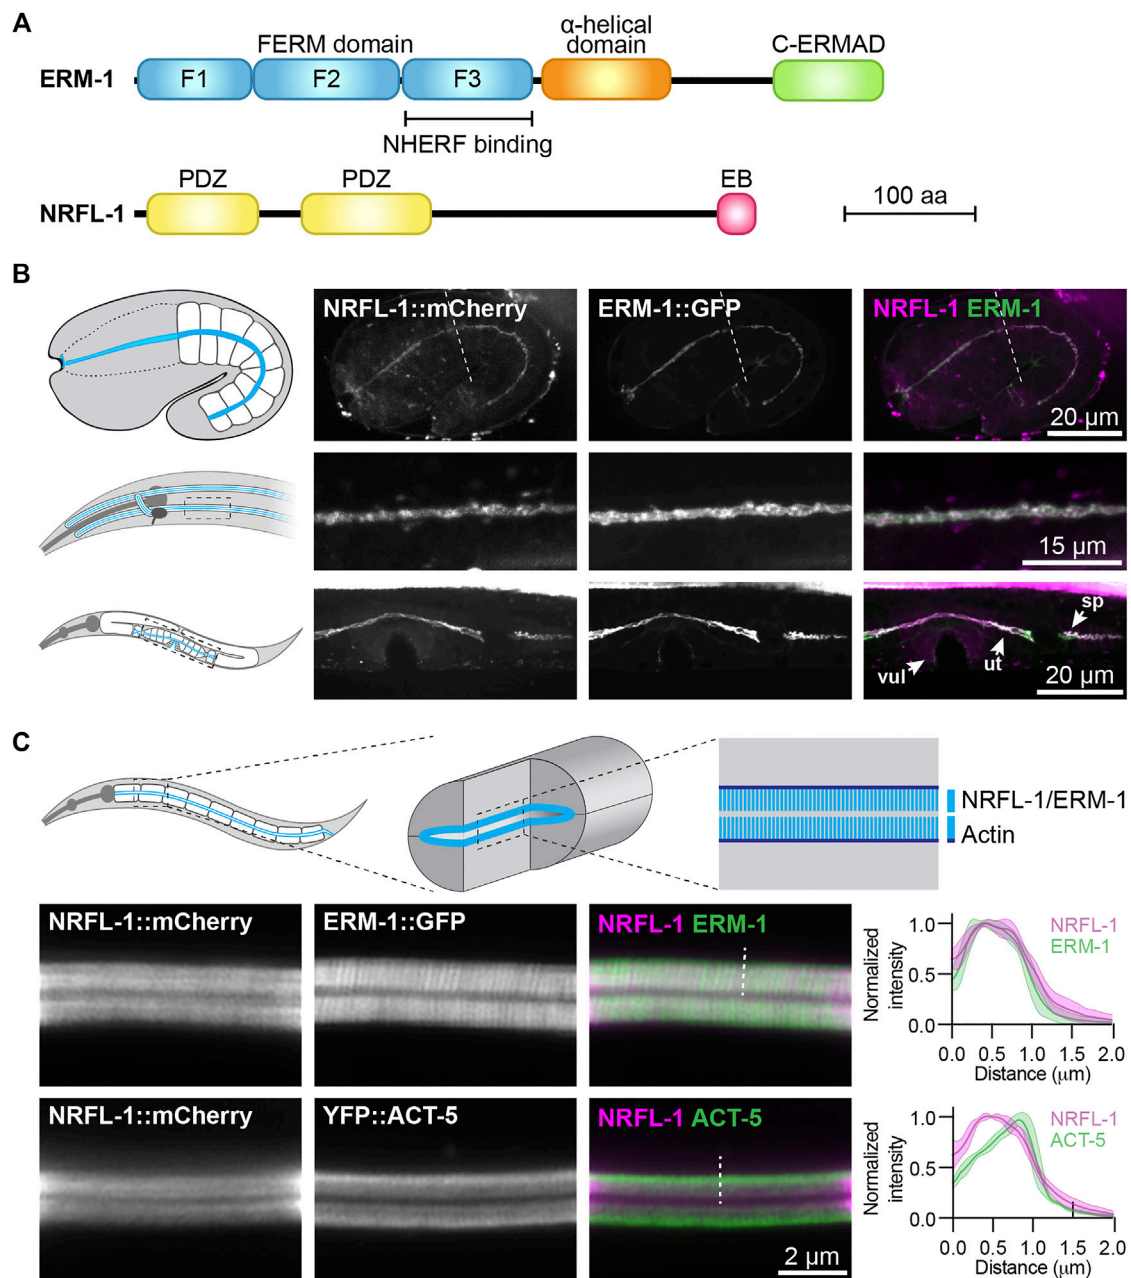 A
FERM domain
α-helical
domain
C-ERMAD
ERM-1
F1
F2
F3
NHERF binding
PDZ
PDZ
EB
NRFL-1
100 aa
B
NRFL-1::mCherry
ERM-1::GFP
NRFL-1 ERM-1
20 µm
15 µm
sp
ut
vul
20 µm
C
NRFL-1/ERM-1
Actin
NRFL-1::mCherry
ERM-1::GFP
NRFL-1 ERM-1
Normalized
intensity
1.0
0.5
0.0
NRFL-1
ERM-1
0.0 0.5 1.0 1.5 2.0
Distance (µm)
NRFL-1::mCherry
YFP::ACT-5
NRFL-1 ACT-5
2 µm
Normalized
intensity
1.0
0.5
0.0
NRFL-1
ACT-5
0.0 0.5 1.0 1.5 2.0
Distance (µm)